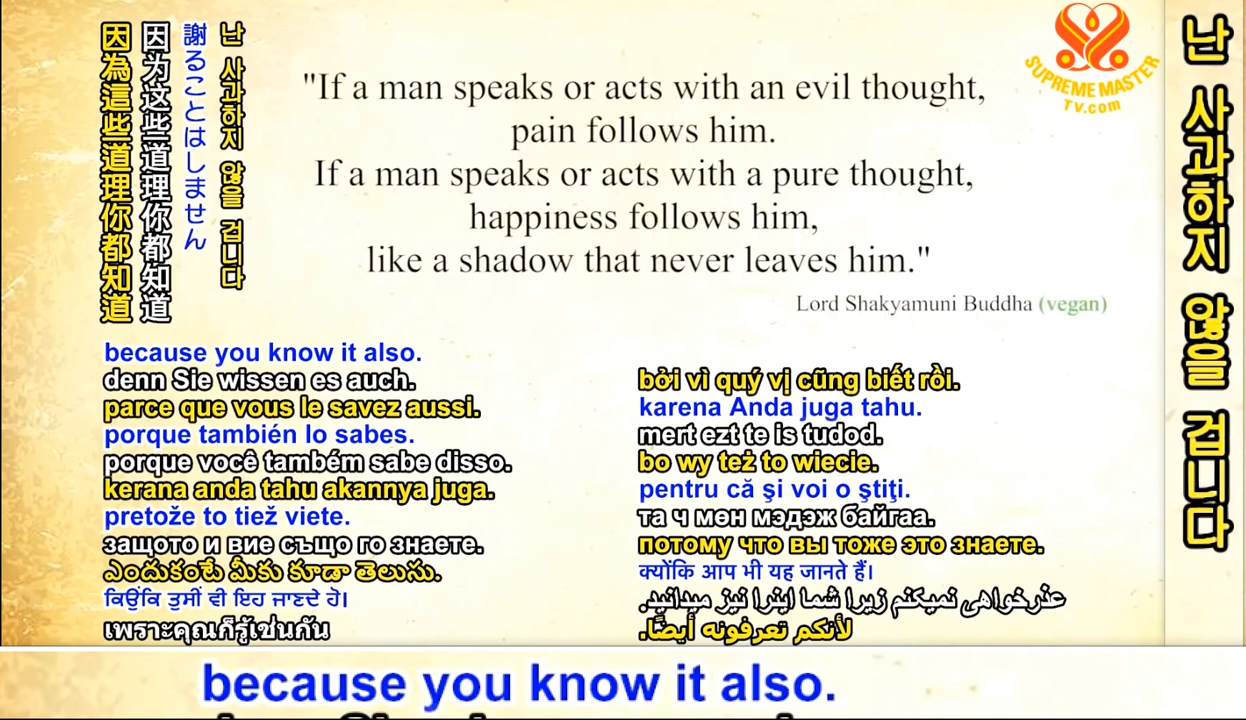 因為這些道理你都知道
因为这些道理你都知道
謝ることはしません
난 사과하지 않을 겁니다
"If a man speaks or acts with an evil thought,
pain follows him.
If a man speaks or acts with a pure thought,
happiness follows him,
like a shadow that never leaves him."
Lord Shakyamuni Buddha (vegan)
SUPREME MASTER
TV.com
난 사과하지 않을 겁니다
because you know it also.
denn Sie wissen es auch.
parce que vous le savez aussi.
porque también lo sabes.
porque você também sabe disso.
kerana anda tahu akannya juga.
pretože to tiež viete.
защото и вие също го знаете.
ఎందుకంటే మీకు కూడా తెలుసు.
ਕਿਉਂਕਿ ਤੁਸੀਂ ਵੀ ਇਹ ਜਾਣਦੇ ਹੋ।
เพราะคุณก็รู้เช่นกัน
bởi vì quý vị cũng biết rồi.
karena Anda juga tahu.
mert ezt te is tudod.
bo wy też to wiecie.
pentru că şi voi o ştiţi.
та ч мөн мэдэж байгаа.
потому что вы тоже это знаете.
क्योंकि आप भी यह जानते हैं।
عذرخواهی نمیکنم زیرا شما اینرا نیز میدانید.
لأنكم تعرفونه أيضًا.
because you know it also.